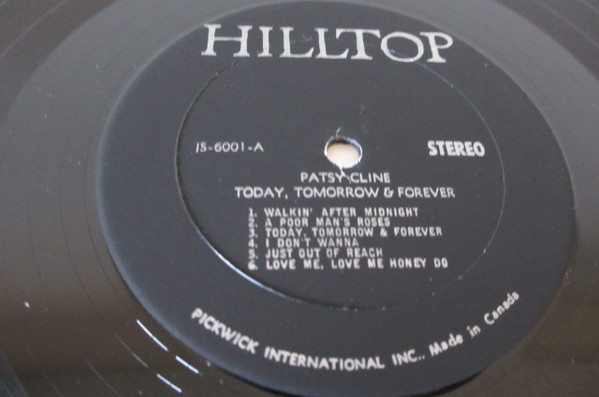 HILLTOP
JS-6001-A
STEREO
PATSY CLINE
TODAY, TOMORROW & FOREVER
1. WALKIN' AFTER MIDNIGHT
2. A POOR MAN'S ROSES
3. TODAY, TOMORROW & FOREVER
4. I DON'T WANNA
5. JUST OUT OF REACH
6. LOVE ME, LOVE ME HONEY DO
PICKWICK INTERNATIONAL INC., Made in Canada